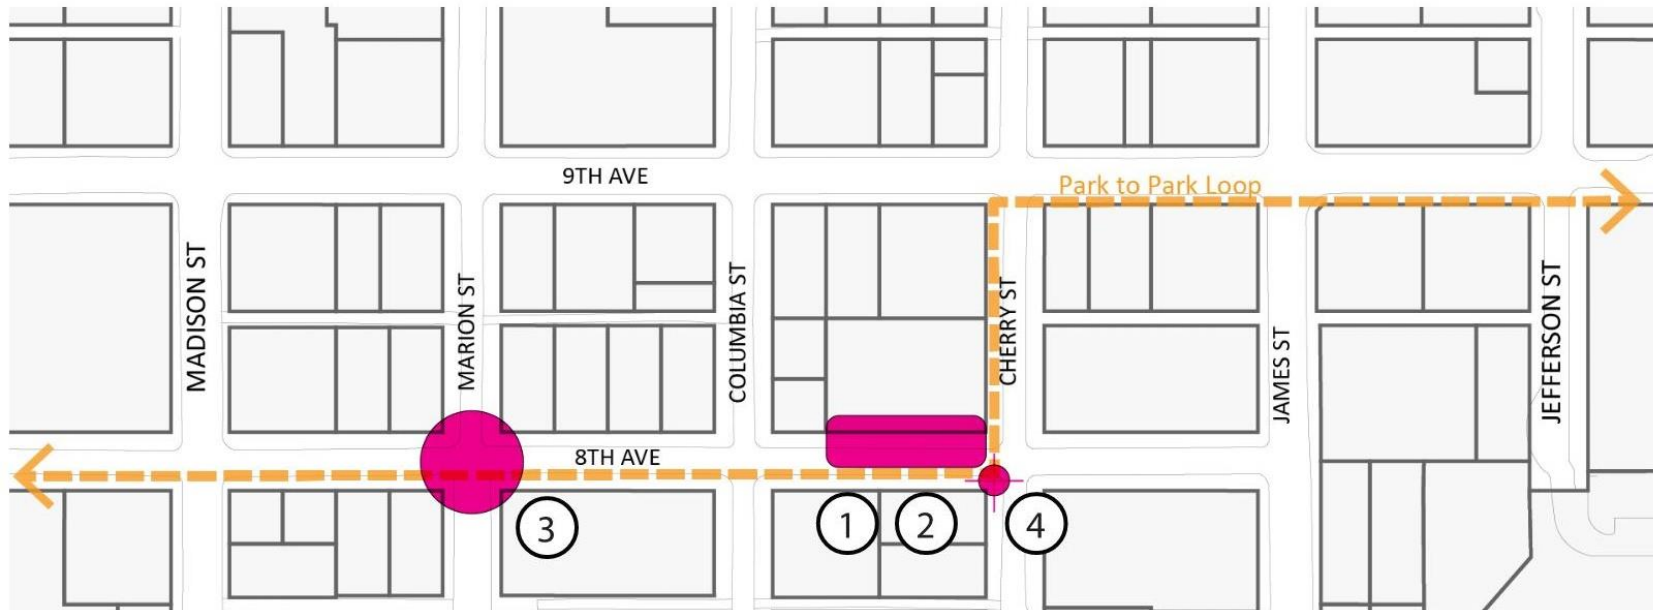 9TH AVE
Park to Park Loop
MADISON ST
MARION ST
COLUMBIA ST
CHERRY ST
JAMES ST
JEFFERSON ST
8TH AVE
3
1
2
4